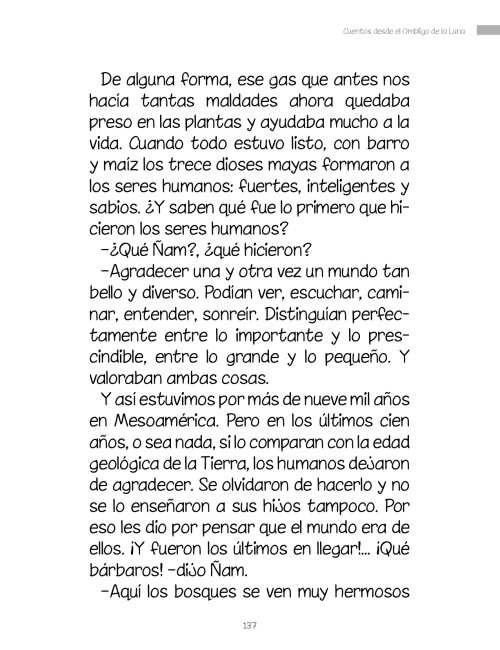 Cuentos desde el Ombligo de la Luna
De alguna forma, ese gas que antes nos
hacía tantas maldades ahora quedaba
preso en las plantas y ayudaba mucho a la
vida. Cuando todo estuvo listo, con barro
y maíz los trece dioses mayas formaron a
los seres humanos: fuertes, inteligentes y
sabios. ¿Y saben qué fue lo primero que hi-
cieron los seres humanos?
–¿Qué Ñam?, ¿qué hicieron?
–Agradecer una y otra vez un mundo tan
bello y diverso. Podían ver, escuchar, cami-
nar, entender, sonreír. Distinguían perfec-
tamente entre lo importante y lo pres-
cindible, entre lo grande y lo pequeño. Y
valoraban ambas cosas.
Y así estuvimos por más de nueve mil años
en Mesoamérica. Pero en los últimos cien
años, o sea nada, si lo comparan con la edad
geológica de la Tierra, los humanos dejaron
de agradecer. Se olvidaron de hacerlo y no
se lo enseñaron a sus hijos tampoco. Por
eso les dio por pensar que el mundo era de
ellos. ¡Y fueron los últimos en llegar!... ¡Qué
bárbaros! –dijo Ñam.
–Aquí los bosques se ven muy hermosos
137